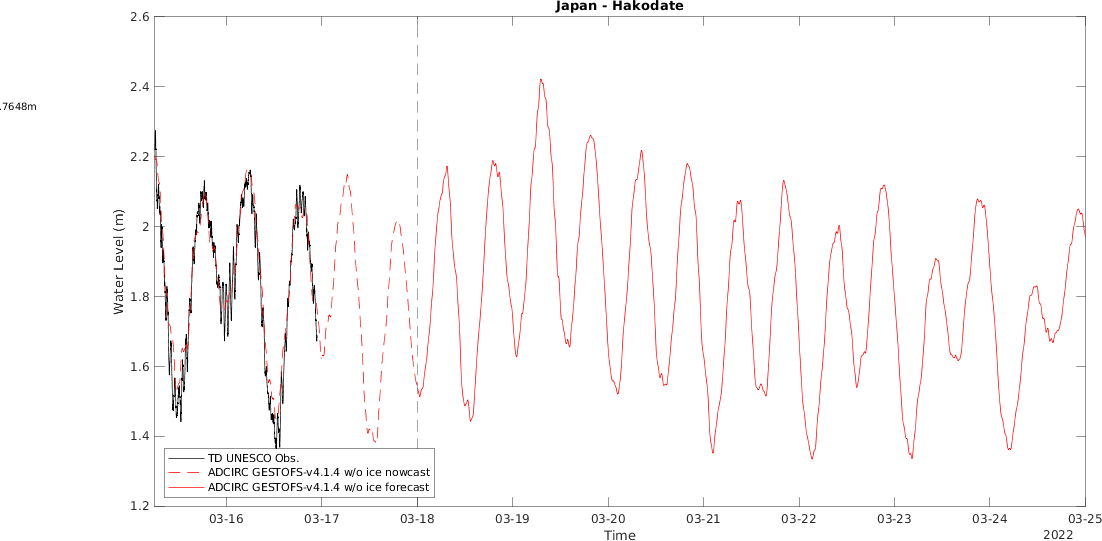 Japan - Hakodate
.7648m
Water Level (m)
2.6
2.4
2.2
2
1.8
1.6
1.4
1.2
TD UNESCO Obs.
ADCIRC GESTOFS-v4.1.4 w/o ice nowcast
ADCIRC GESTOFS-v4.1.4 w/o ice forecast
03-16 03-17 03-18 03-19 03-20 03-21 03-22 03-23 03-24 03-25
Time
2022